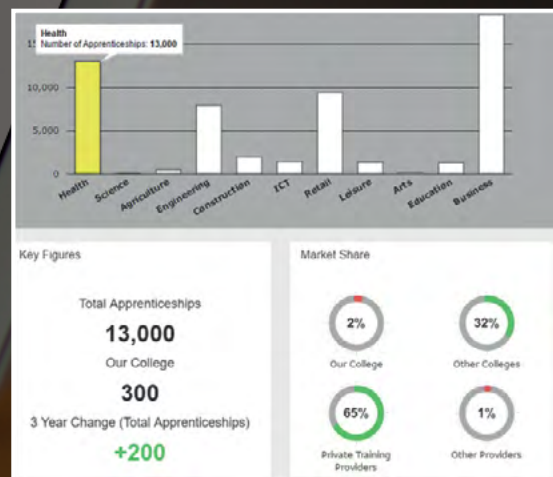 Health
Number of Apprenticeships: 13,000
10,000
5,000
0
Health
Science
Agriculture
Engineering
Construction
ICT
Retail
Leisure
Arts
Education
Business
Key Figures
Total Apprenticeships
13,000
Our College
300
3 Year Change (Total Apprenticeships)
+200
Market Share
2%
Our College
32%
Other Colleges
65%
Private Training
Providers
1%
Other Providers